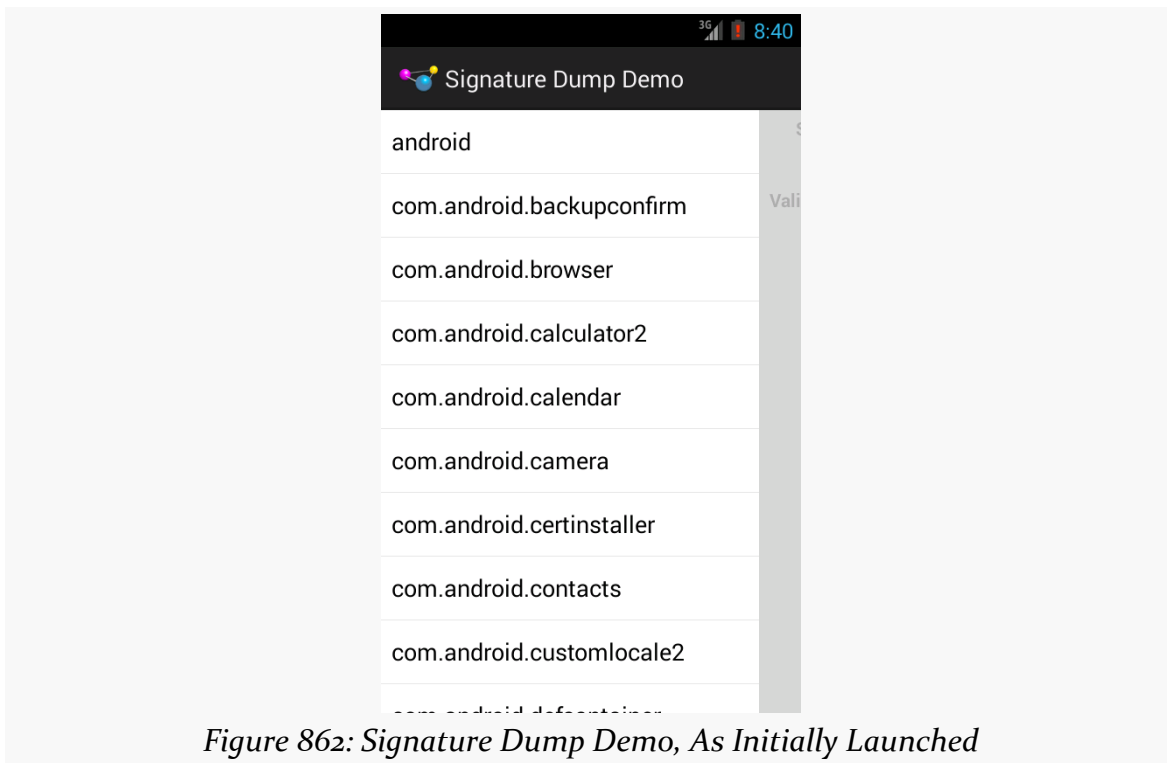 3G 8:40
Signature Dump Demo
android
com.android.backupconfirm
Vali
com.android.browser
com.android.calculator2
com.android.calendar
com.android.camera
com.android.certinstaller
com.android.contacts
com.android.customlocale2
Figure 862: Signature Dump Demo, As Initially Launched